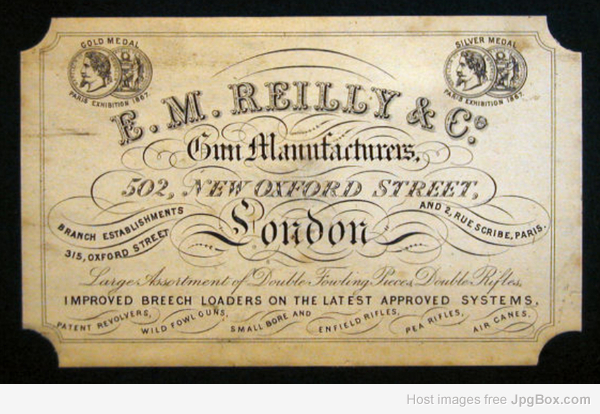 GOLD MEDAL
PARIS EXHIBITION 1867.
SILVER MEDAL
PARIS EXHIBITION 1867.
E. M. REILLY & Co.
Gun Manufacturers,
502, NEW OXFORD STREET,
London
BRANCH ESTABLISHMENTS
315, OXFORD STREET
AND 2, RUE SCRIBE, PARIS.
Large Assortment of Double Fowling Pieces, Double Rifles,
IMPROVED BREECH LOADERS ON THE LATEST APPROVED SYSTEMS,
PATENT REVOLVERS, WILD FOWL GUNS, SMALL BORE AND ENFIELD RIFLES, PEA RIFLES, AIR CANES.
Host images free JpgBox.com